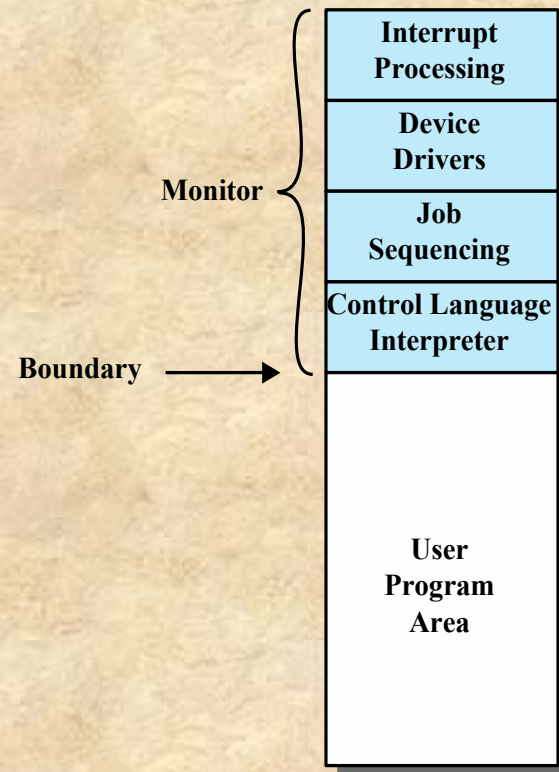 Interrupt
Processing
Device
Drivers
Monitor
Job
Sequencing
Control Language
Interpreter
Boundary
User
Program
Area